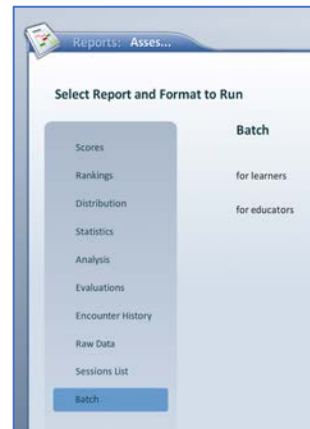 Reports: Asses...
Select Report and Format to Run
Scores
Rankings
Distribution
Statistics
Analysis
Evaluations
Encounter History
Raw Data
Sessions List
Batch
Batch
for learners
for educators